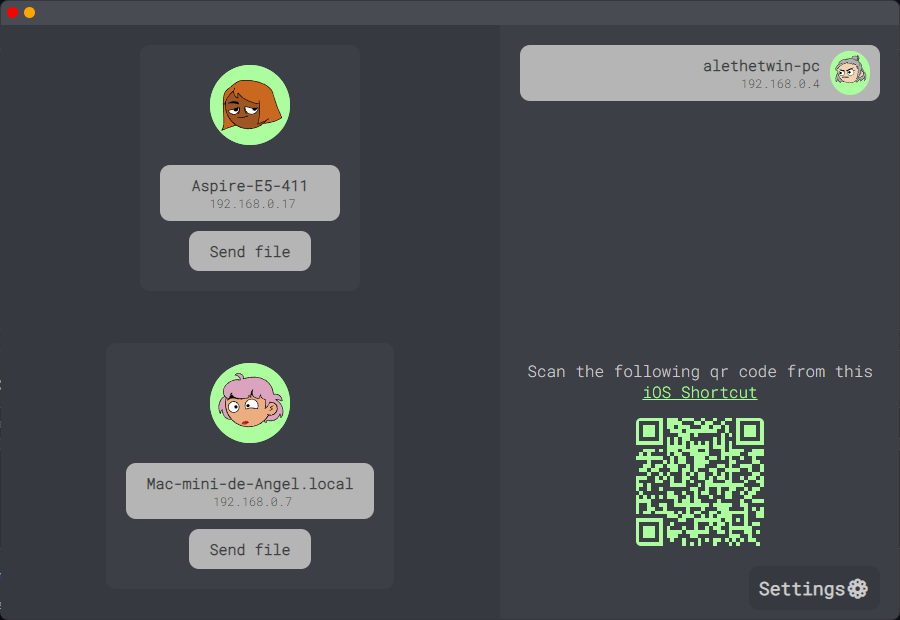 Aspire-E5-411
192.168.0.17
Send file
Mac-mini-de-Angel.local
192.168.0.7
Send file
alethetwin-pc
192.168.0.4
Scan the following qr code from this
iOS Shortcut
Settings